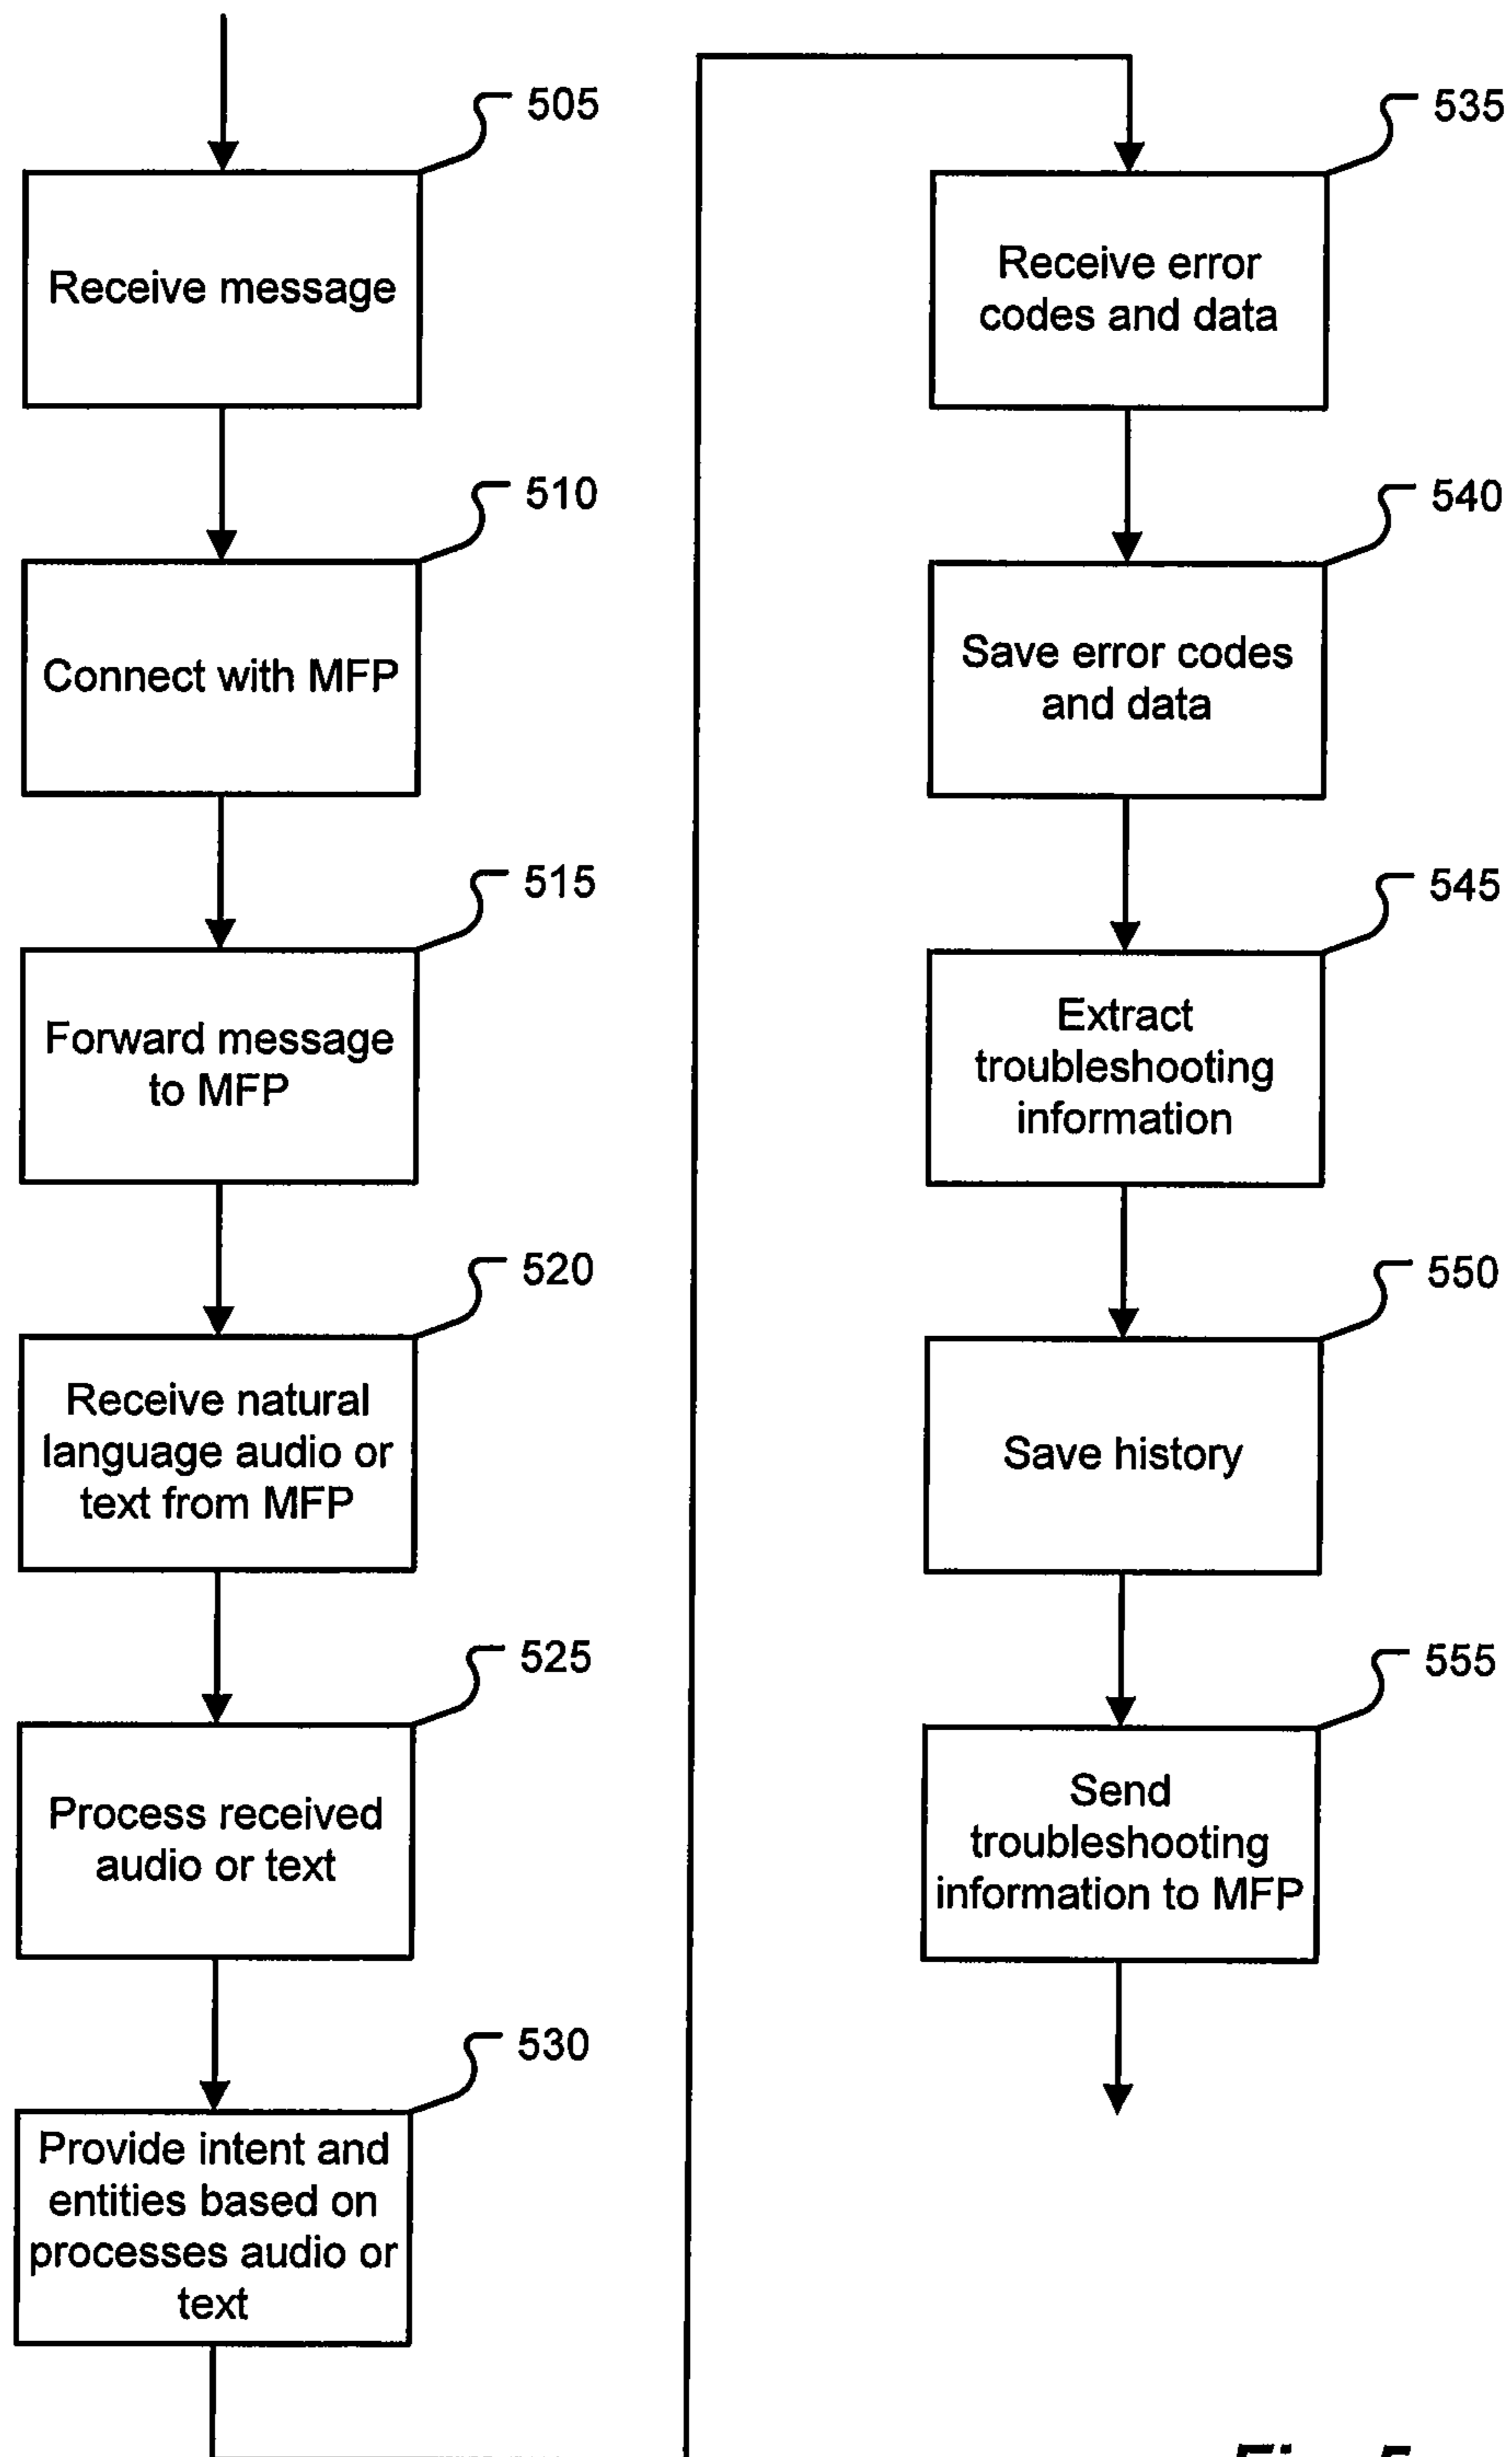 505
Receive message
510
Connect with MFP
515
Forward message
to MFP
520
Receive natural
language audio or
text from MFP
525
Process received
audio or text
530
Provide intent and
entities based on
processes audio or
text
535
Receive error
codes and data
540
Save error codes
and data
545
Extract
troubleshooting
information
550
Save history
555
Send
troubleshooting
information to MFP